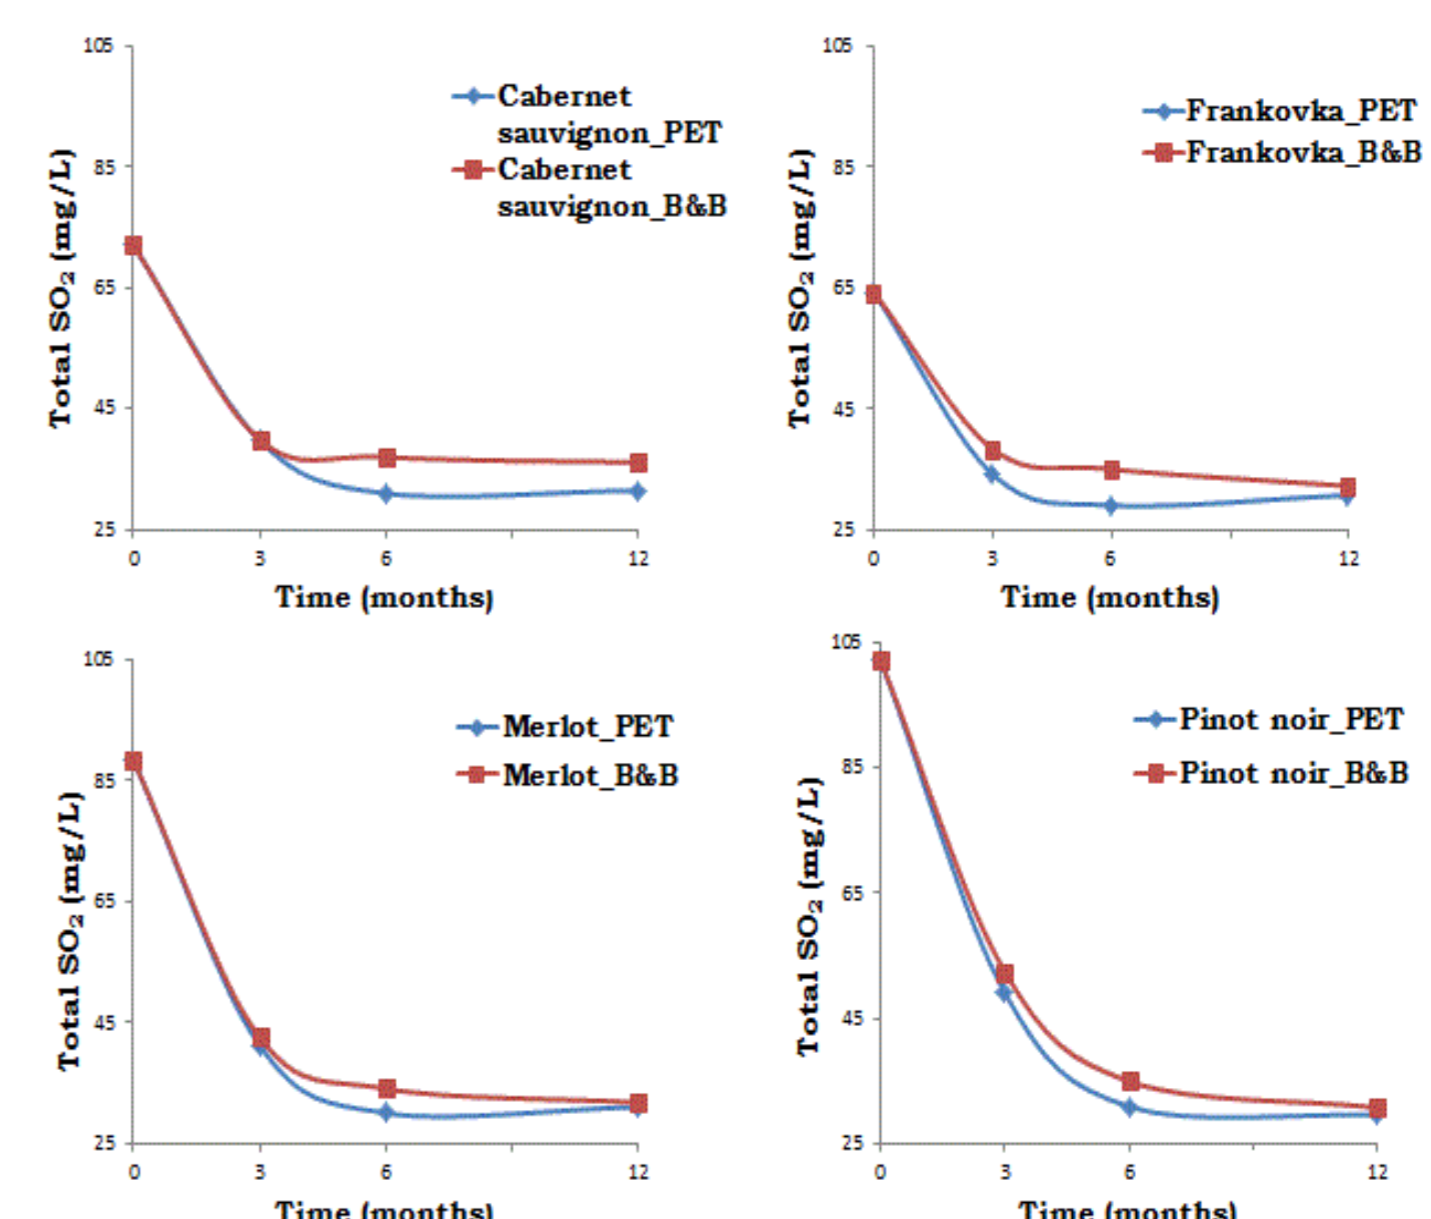 105
85
65
45
25
Total SO₂ (mg/L)
Cabernet
sauvignon_PET
Cabernet
sauvignon_B&B
0 3 6 12
Time (months)
105
85
65
45
25
Total SO₂ (mg/L)
Frankovka_PET
Frankovka_B&B
0 3 6 12
Time (months)
105
85
65
45
25
Total SO₂ (mg/L)
Merlot_PET
Merlot_B&B
0 3 6 12
Time (months)
105
85
65
45
25
Total SO₂ (mg/L)
Pinot noir_PET
Pinot noir_B&B
0 3 6 12
Time (months)